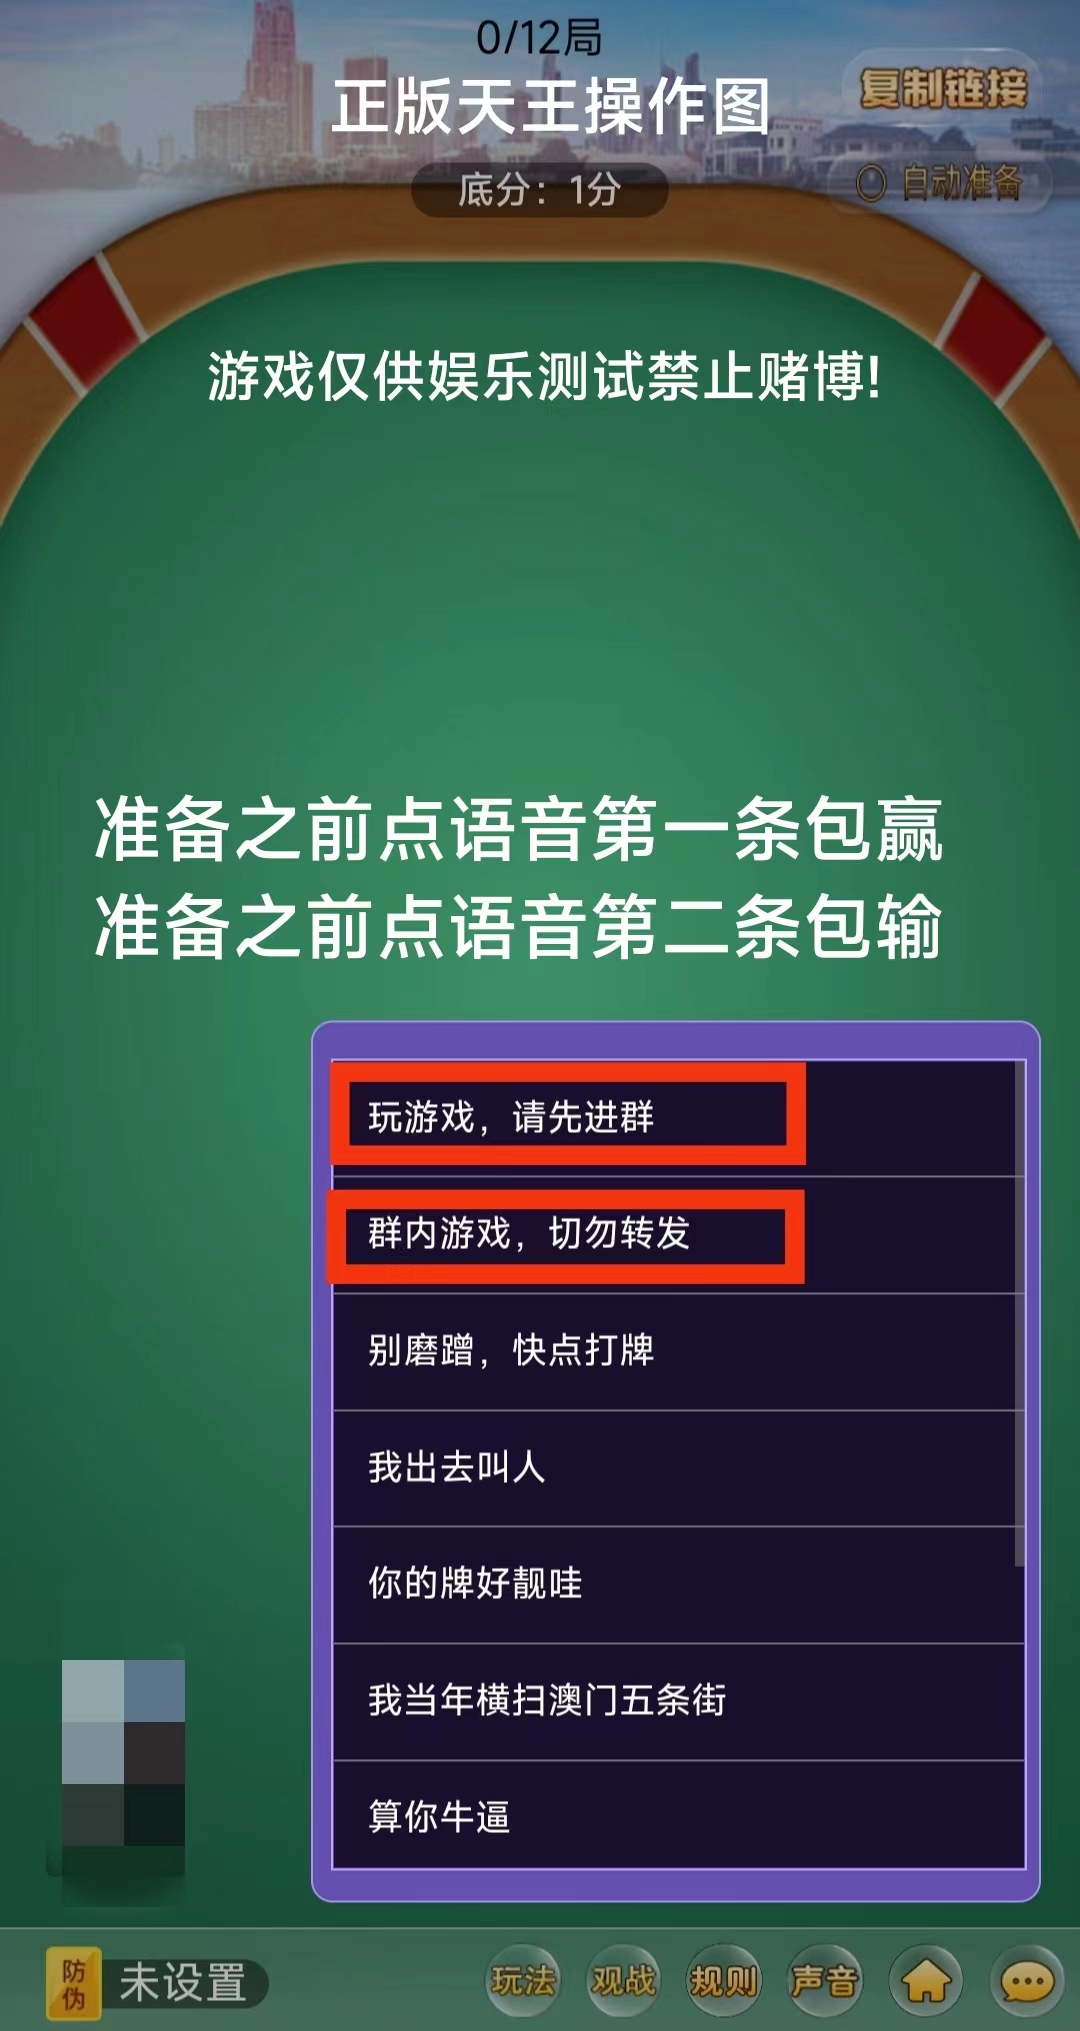 0/12局
正版天王操作图
复制链接
底分：1分
自动准备
游戏仅供娱乐测试禁止赌博!
准备之前点语音第一条包赢
准备之前点语音第二条包输
玩游戏，请先进群
群内游戏，切勿转发
别磨蹭，快点打牌
我出去叫人
你的牌好靓哇
我当年横扫澳门五条街
算你牛逼
防伪
未设置
玩法
观战
规则
声音